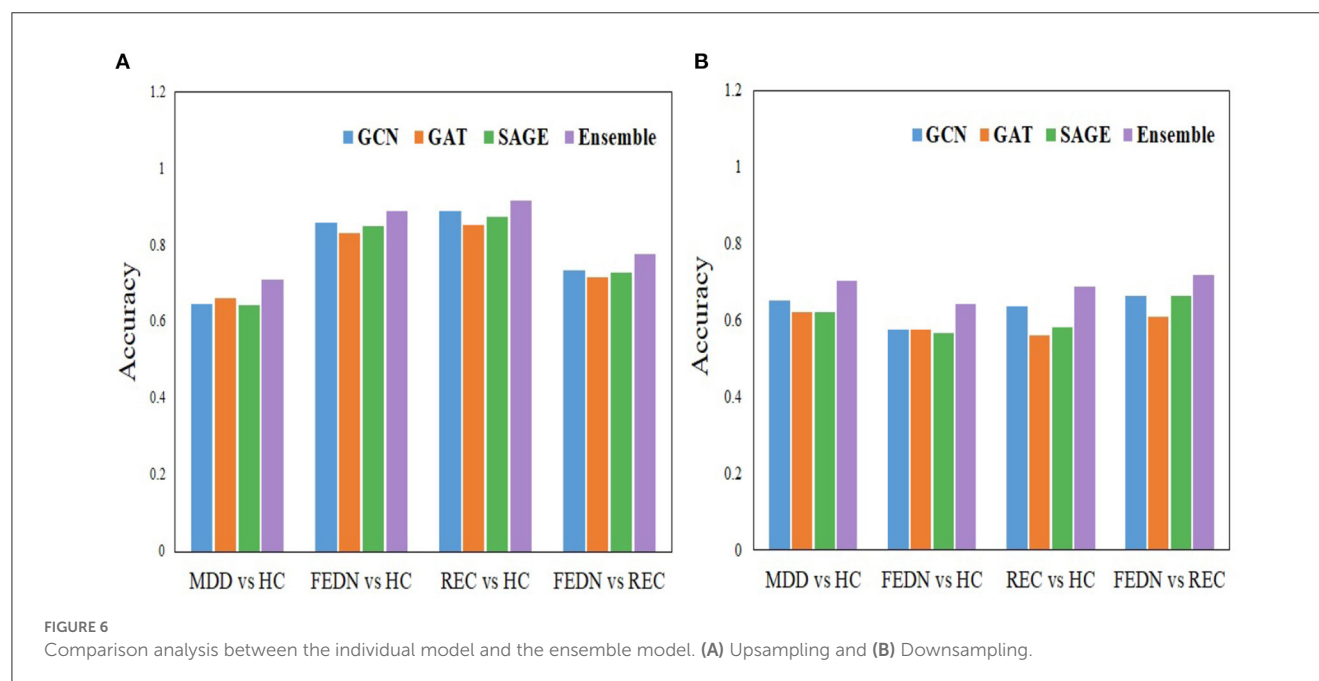 A
1.2
GCN GAT SAGE Ensemble
1
0.8
0.6
0.4
0.2
0
Accuracy
MDD vs HC FEDN vs HC REC vs HC FEDN vs REC
B
1.2
GCN GAT SAGE Ensemble
1
0.8
0.6
0.4
0.2
0
Accuracy
MDD vs HC FEDN vs HC REC vs HC FEDN vs REC
FIGURE 6
Comparison analysis between the individual model and the ensemble model. (A) Upsampling and (B) Downsampling.